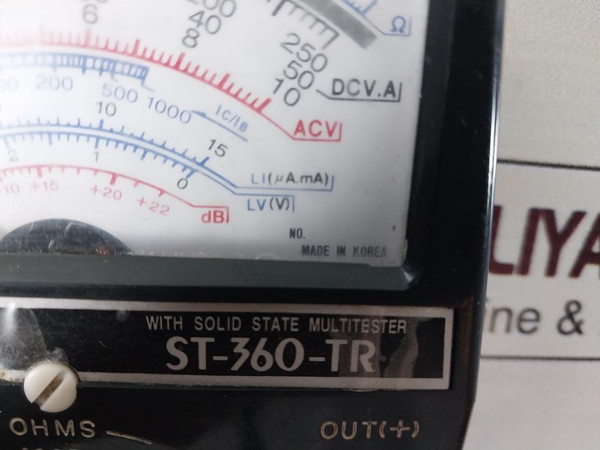 Ω
6 40 200 250
8 50 DCV.A
10
200 500 1000 IC/IB ACV
10 15
2 1 0 LI(μA.mA)
LV(V)
10 +15 +20 +22 dB
NO.
MADE IN KOREA
WITH SOLID STATE MULTITESTER
ST-360-TR
OHMS OUT(+)
LIYA
ne &